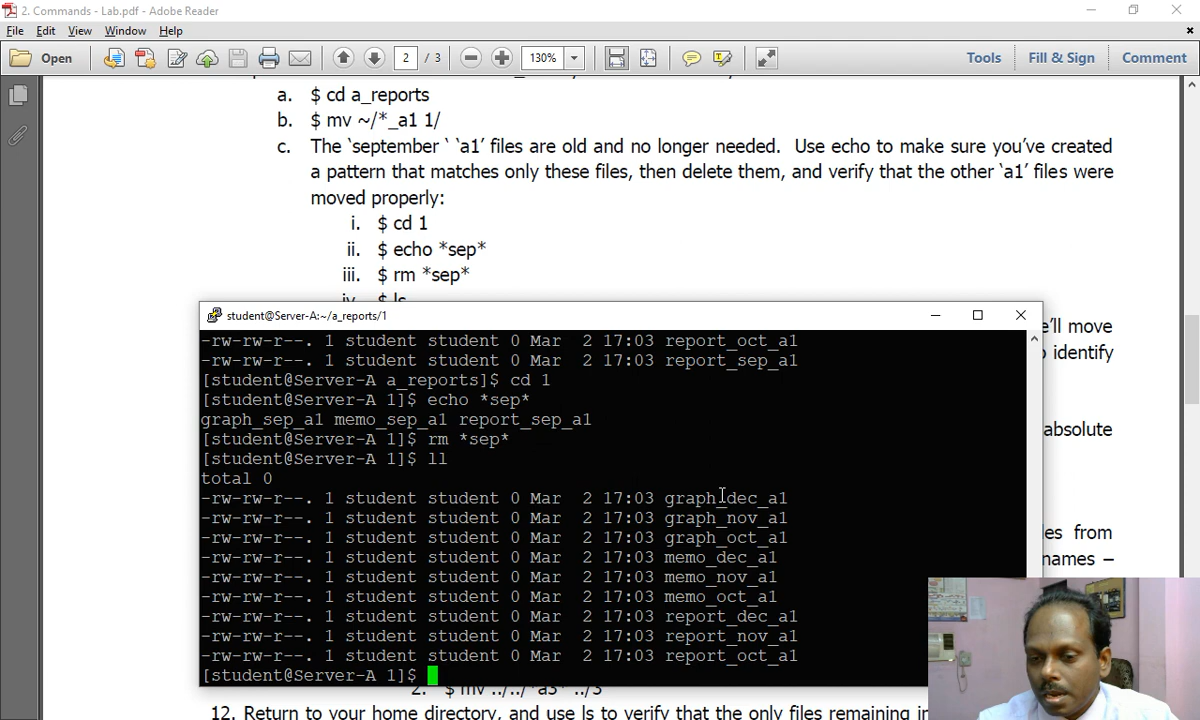 2. Commands - Lab.pdf - Adobe Reader
File Edit View Window Help
Open 2 / 3 130% Tools Fill & Sign Comment
a. $ cd a_reports
b. $ mv ~/*_a1 1/
c. The `september ` `a1' files are old and no longer needed. Use echo to make sure you've created
a pattern that matches only these files, then delete them, and verify that the other `a1' files were
moved properly:
i. $ cd 1
ii. $ echo *sep*
iii. $ rm *sep*
iv. $ ls
e'll move
o identify
absolute
les from
names –
student@Server-A:~/a_reports/1
-rw-rw-r--. 1 student student 0 Mar  2 17:03 report_oct_a1
-rw-rw-r--. 1 student student 0 Mar  2 17:03 report_sep_a1
[student@Server-A a_reports]$ cd 1
[student@Server-A 1]$ echo *sep*
graph_sep_a1 memo_sep_a1 report_sep_a1
[student@Server-A 1]$ rm *sep*
[student@Server-A 1]$ ll
total 0
-rw-rw-r--. 1 student student 0 Mar  2 17:03 graph_dec_a1
-rw-rw-r--. 1 student student 0 Mar  2 17:03 graph_nov_a1
-rw-rw-r--. 1 student student 0 Mar  2 17:03 graph_oct_a1
-rw-rw-r--. 1 student student 0 Mar  2 17:03 memo_dec_a1
-rw-rw-r--. 1 student student 0 Mar  2 17:03 memo_nov_a1
-rw-rw-r--. 1 student student 0 Mar  2 17:03 memo_oct_a1
-rw-rw-r--. 1 student student 0 Mar  2 17:03 report_dec_a1
-rw-rw-r--. 1 student student 0 Mar  2 17:03 report_nov_a1
-rw-rw-r--. 1 student student 0 Mar  2 17:03 report_oct_a1
[student@Server-A 1]$
2. $ mv ../../*a3* ../3
12. Return to your home directory, and use ls to verify that the only files remaining in